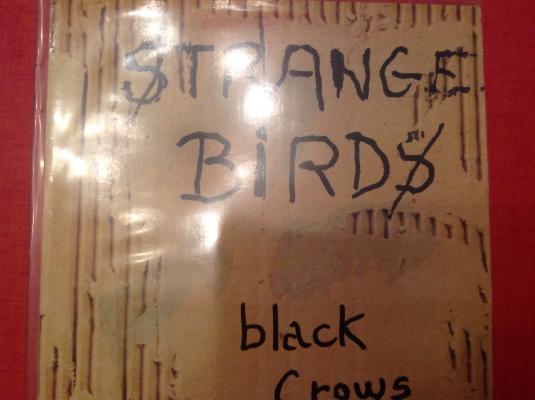 $TRANGE
BiRD$
black
Crows